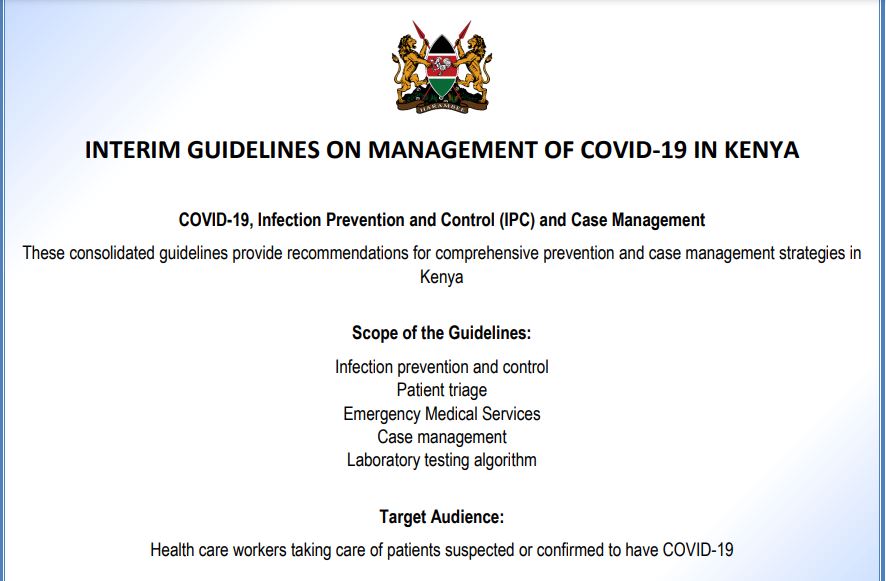 HARAMBEE
INTERIM GUIDELINES ON MANAGEMENT OF COVID-19 IN KENYA
COVID-19, Infection Prevention and Control (IPC) and Case Management
These consolidated guidelines provide recommendations for comprehensive prevention and case management strategies in
Kenya
Scope of the Guidelines:
Infection prevention and control
Patient triage
Emergency Medical Services
Case management
Laboratory testing algorithm
Target Audience:
Health care workers taking care of patients suspected or confirmed to have COVID-19